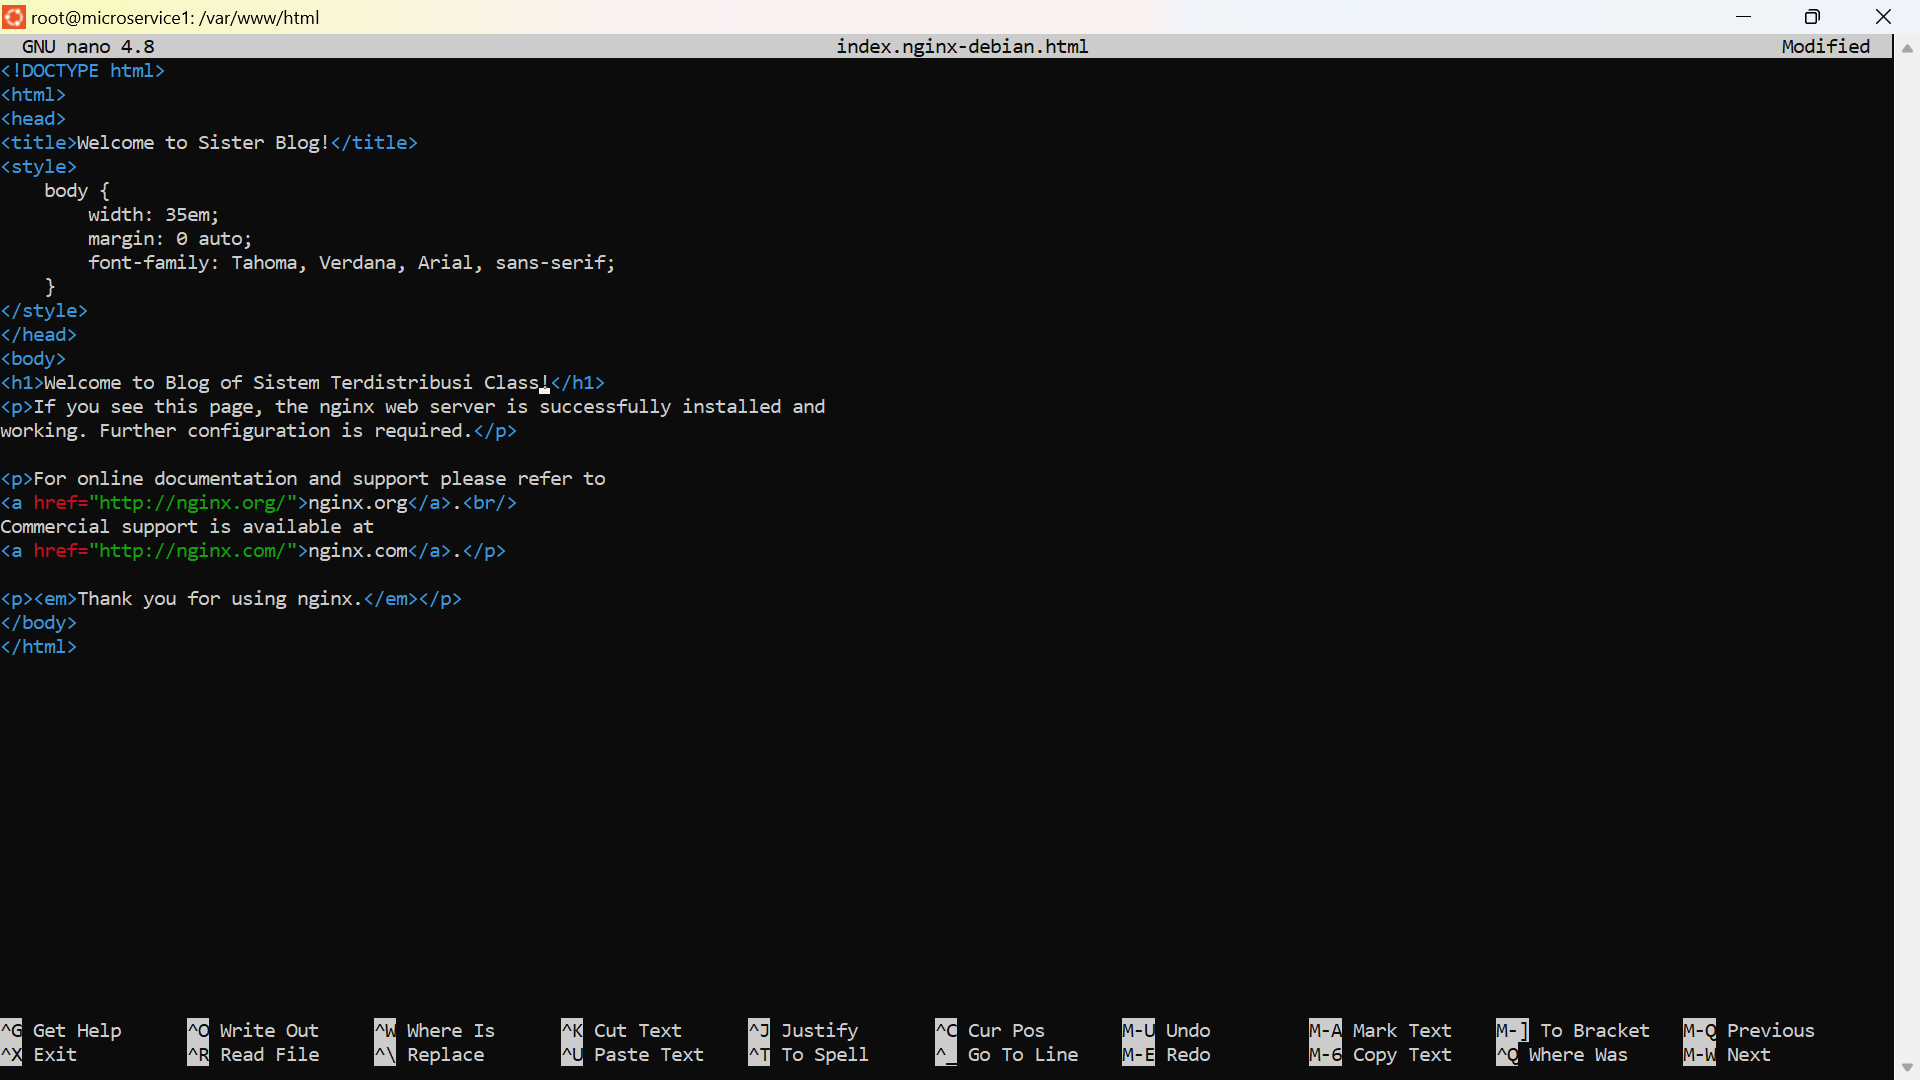 root@microservice1: /var/www/html
GNU nano 4.8 index.nginx-debian.html Modified
<!DOCTYPE html>
<html>
<head>
<title>Welcome to Sister Blog!</title>
<style>
    body {
        width: 35em;
        margin: 0 auto;
        font-family: Tahoma, Verdana, Arial, sans-serif;
    }
</style>
</head>
<body>
<h1>Welcome to Blog of Sistem Terdistribusi Class!</h1>
<p>If you see this page, the nginx web server is successfully installed and
working. Further configuration is required.</p>

<p>For online documentation and support please refer to
<a href="http://nginx.org/">nginx.org</a>.<br/>
Commercial support is available at
<a href="http://nginx.com/">nginx.com</a>.</p>

<p><em>Thank you for using nginx.</em></p>
</body>
</html>
^G Get Help ^O Write Out ^W Where Is ^K Cut Text ^J Justify ^C Cur Pos M-U Undo M-A Mark Text M-] To Bracket M-Q Previous
^X Exit ^R Read File ^\ Replace ^U Paste Text ^T To Spell ^_ Go To Line M-E Redo M-6 Copy Text ^Q Where Was M-W Next